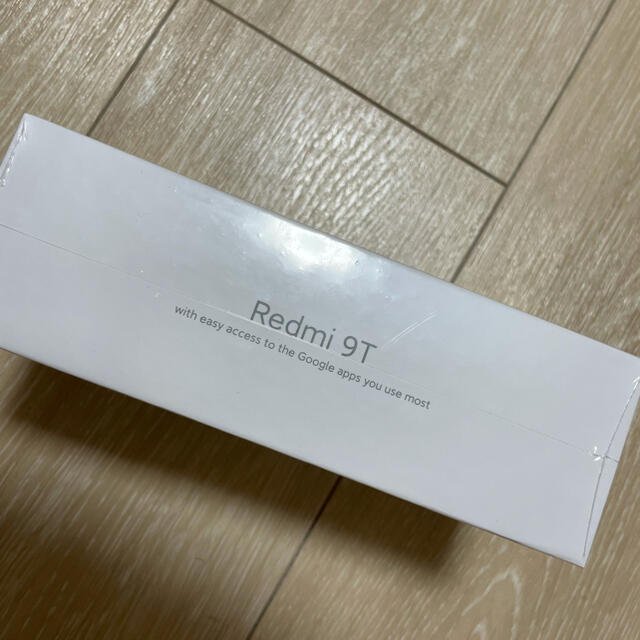 Redmi 9T
with easy access to the Google apps you use most